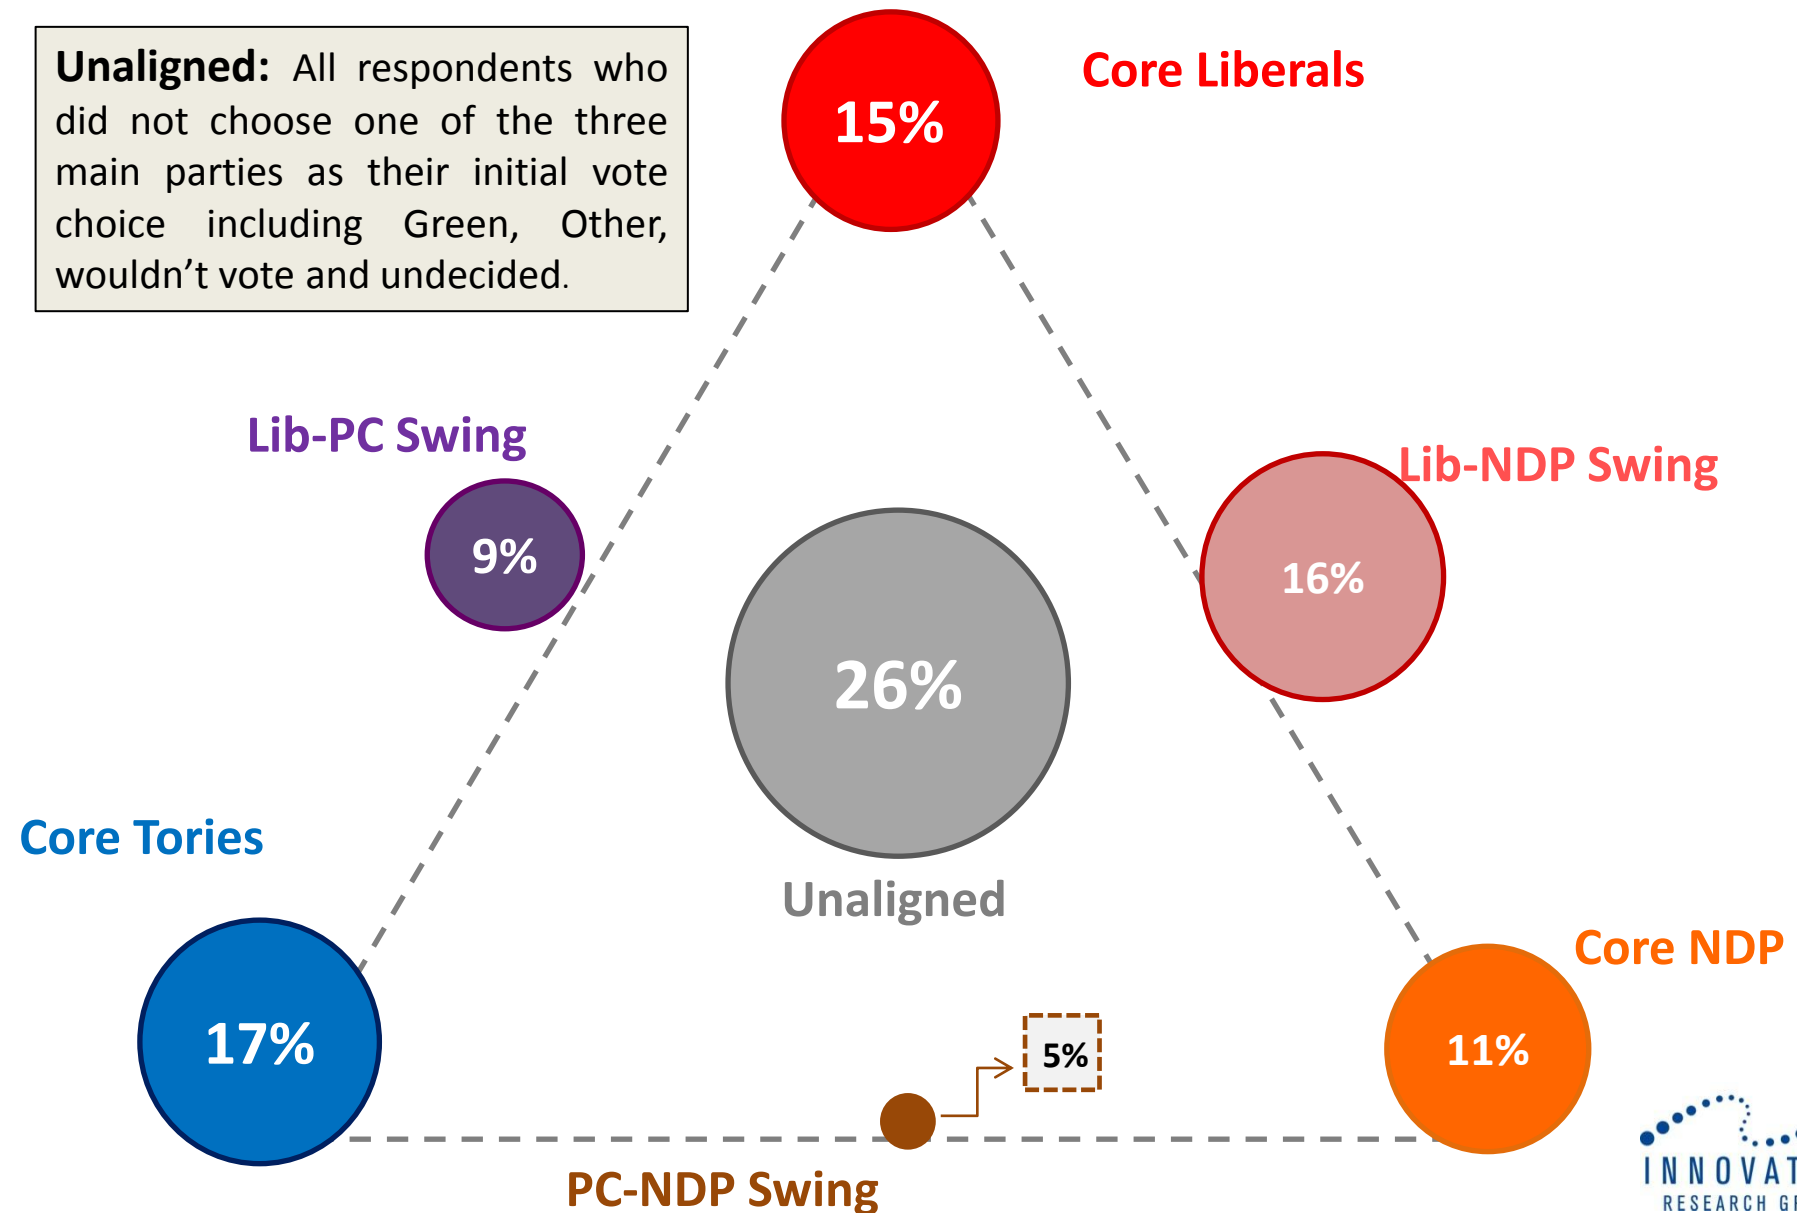 Unaligned: All respondents who
did not choose one of the three
main parties as their initial vote
choice including Green, Other,
wouldn't vote and undecided.
Core Liberals
15%
Lib-PC Swing
9%
Lib-NDP Swing
16%
26%
Unaligned
Core Tories
17%
Core NDP
11%
5%
PC-NDP Swing
RESEARCH